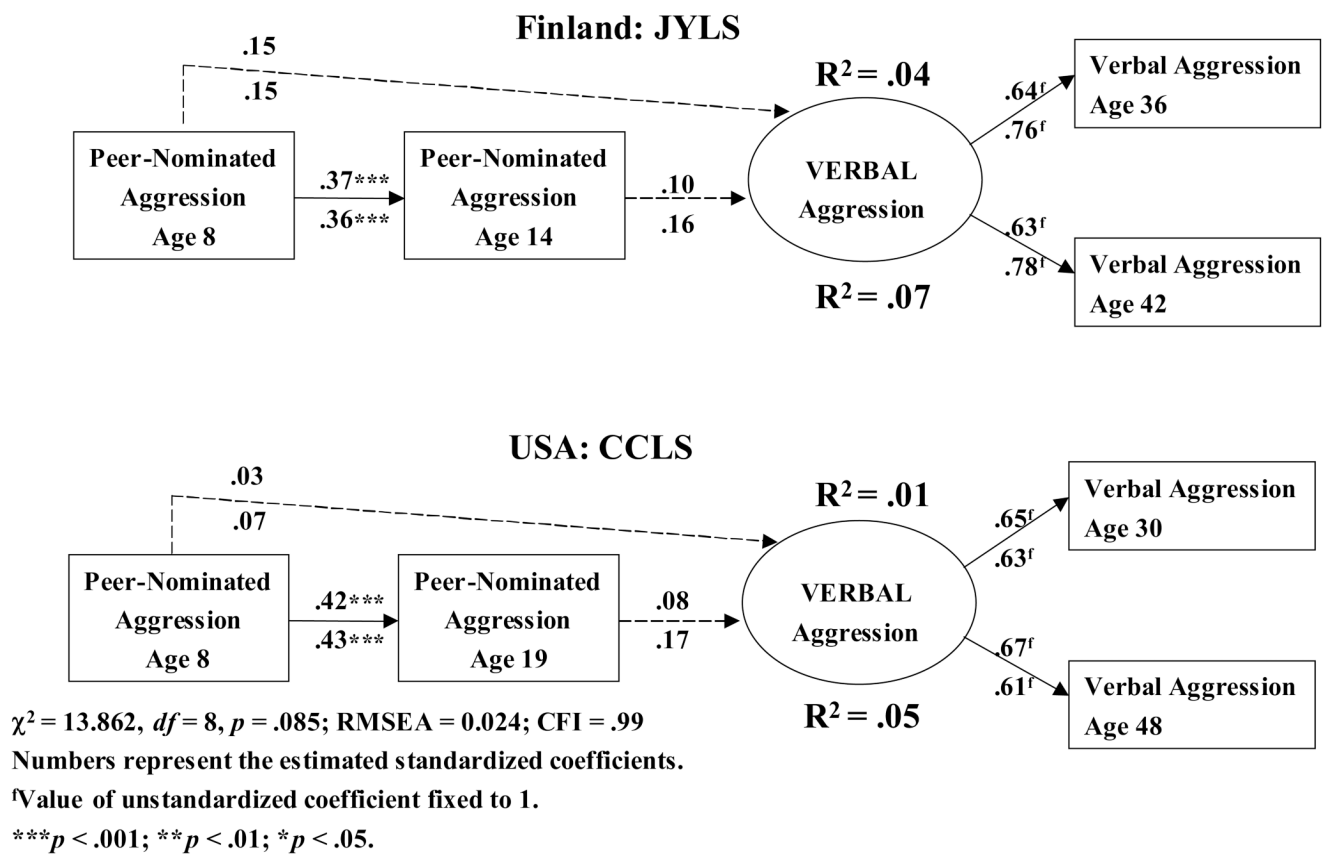 Finland: JYLS
.15
.15
R² = .04
Verbal Aggression
Age 36
.64ᶠ
.76ᶠ
Peer-Nominated
Aggression
Age 8
.37***
.36***
Peer-Nominated
Aggression
Age 14
.10
.16
VERBAL
Aggression
.63ᶠ
.78ᶠ
Verbal Aggression
Age 42
R² = .07
USA: CCLS
.03
.07
R² = .01
Verbal Aggression
Age 30
.65ᶠ
.63ᶠ
Peer-Nominated
Aggression
Age 8
.42***
.43***
Peer-Nominated
Aggression
Age 19
.08
.17
VERBAL
Aggression
.67ᶠ
.61ᶠ
Verbal Aggression
Age 48
R² = .05
χ² = 13.862, df = 8, p = .085; RMSEA = 0.024; CFI = .99
Numbers represent the estimated standardized coefficients.
ᶠValue of unstandardized coefficient fixed to 1.
***p < .001; **p < .01; *p < .05.